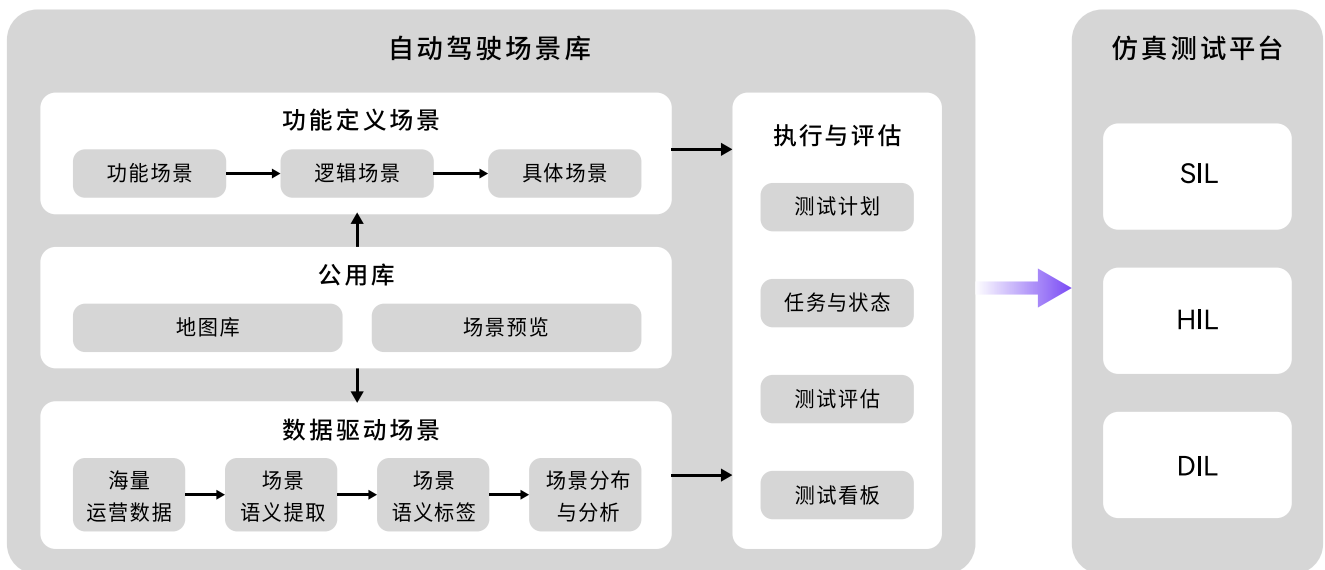 自动驾驶场景库
功能定义场景
功能场景
逻辑场景
具体场景
公用库
地图库
场景预览
数据驱动场景
海量
运营数据
场景
语义提取
场景
语义标签
场景分布
与分析
执行与评估
测试计划
任务与状态
测试评估
测试看板
仿真测试平台
SIL
HIL
DIL